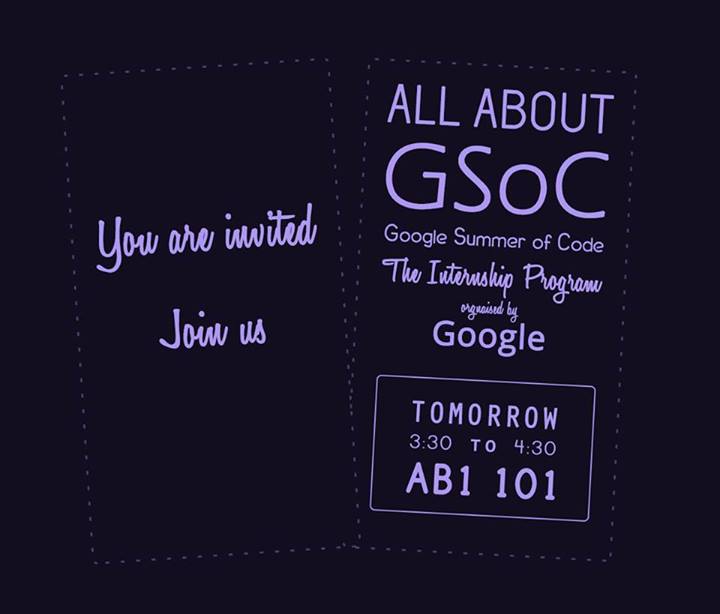 You are invited
Join us
ALL ABOUT
GSoC
Google Summer of Code
The Internship Program
orgnaised by
Google
TOMORROW
3:30 TO 4:30
AB1 101